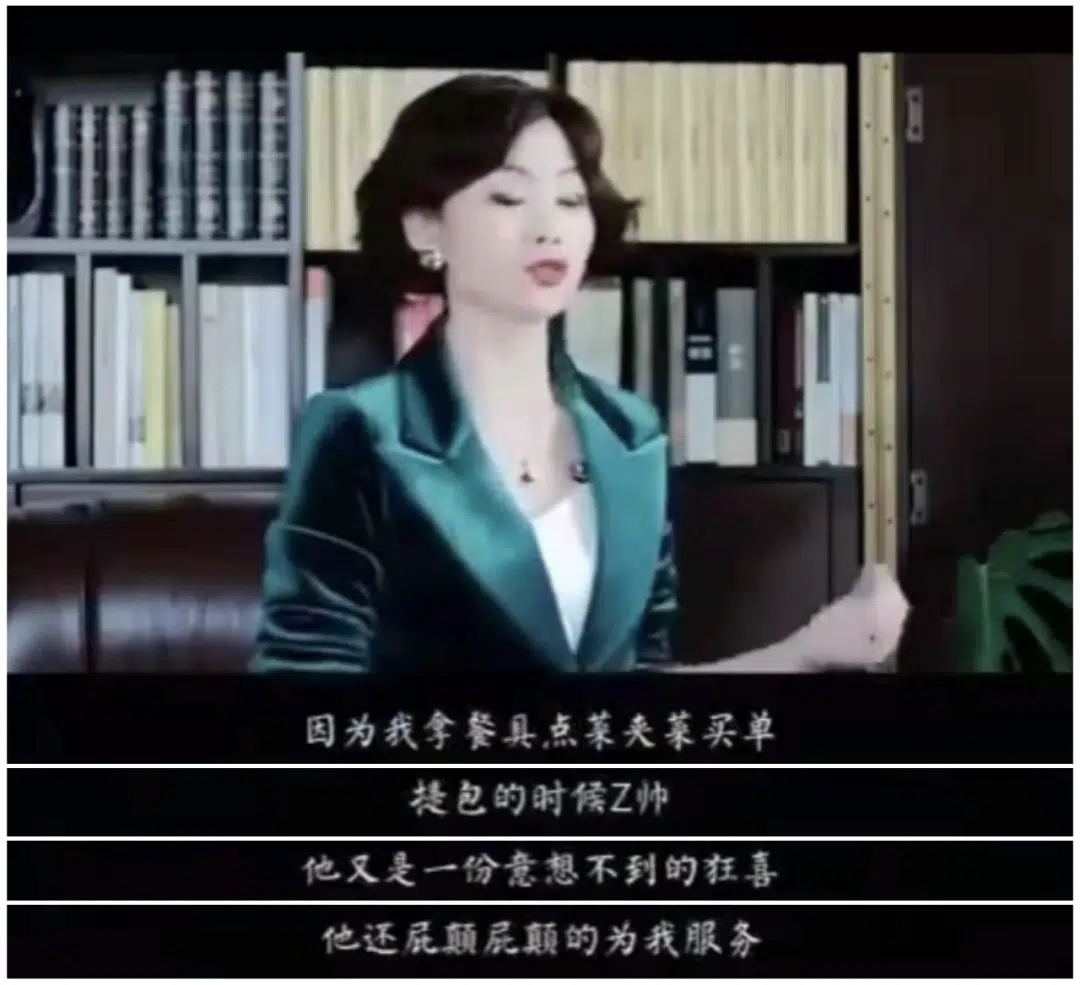 因为我拿餐具点菜夹菜买单
提包的时候Z帅
他又是一份意想不到的狂喜
他还屁颠屁颠的为我服务